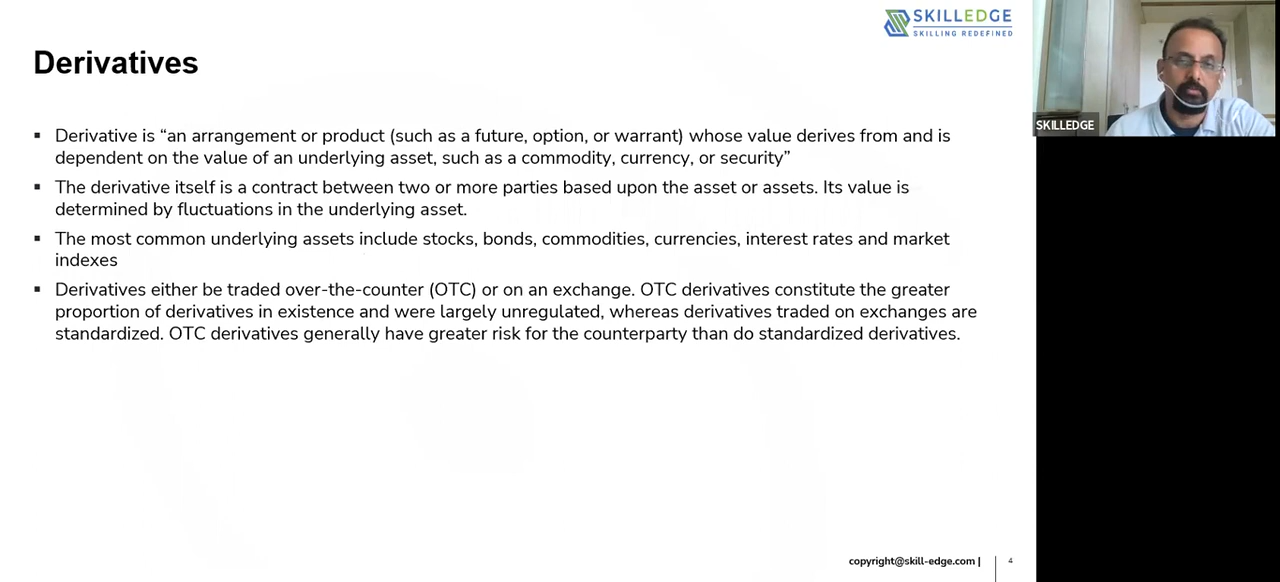 SKILLEDGE
SKILLING REDEFINED
Derivatives
▪ Derivative is “an arrangement or product (such as a future, option, or warrant) whose value derives from and is
dependent on the value of an underlying asset, such as a commodity, currency, or security”
▪ The derivative itself is a contract between two or more parties based upon the asset or assets. Its value is
determined by fluctuations in the underlying asset.
▪ The most common underlying assets include stocks, bonds, commodities, currencies, interest rates and market
indexes
▪ Derivatives either be traded over-the-counter (OTC) or on an exchange. OTC derivatives constitute the greater
proportion of derivatives in existence and were largely unregulated, whereas derivatives traded on exchanges are
standardized. OTC derivatives generally have greater risk for the counterparty than do standardized derivatives.
SKILLEDGE
copyright@skill-edge.com | 4